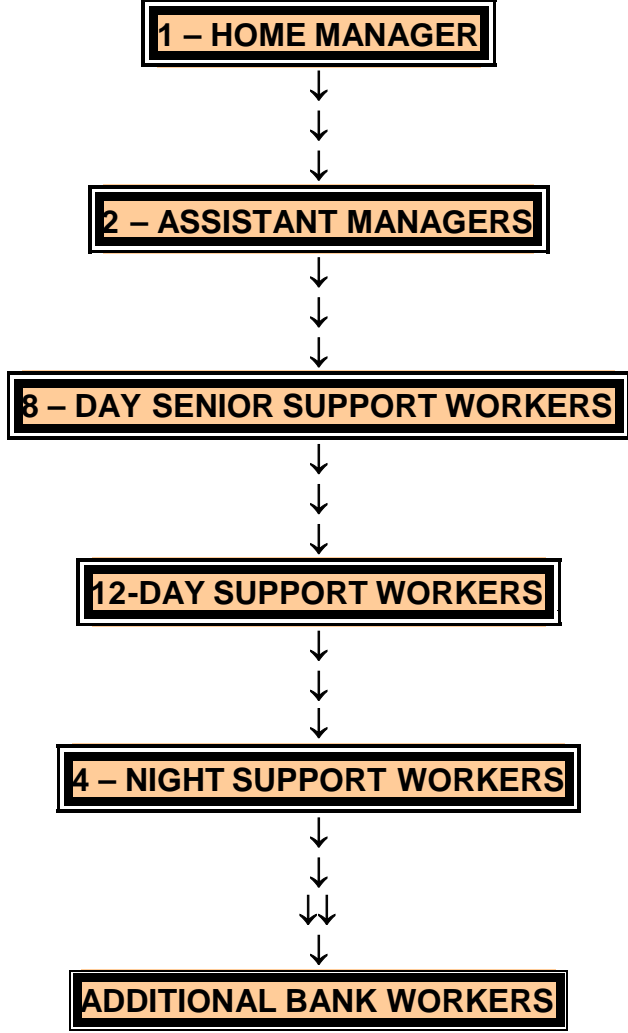 1 – HOME MANAGER
↓
↓
↓
2 – ASSISTANT MANAGERS
↓
↓
↓
8 – DAY SENIOR SUPPORT WORKERS
↓
↓
↓
12-DAY SUPPORT WORKERS
↓
↓
↓
4 – NIGHT SUPPORT WORKERS
↓
↓
↓↓
↓
ADDITIONAL BANK WORKERS